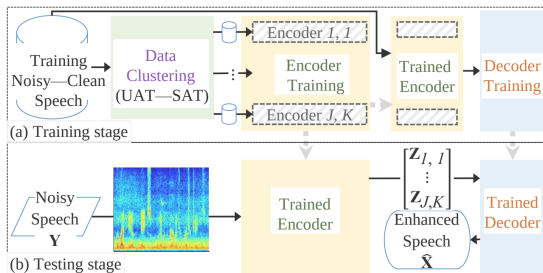 Training
Noisy—Clean
Speech
Data
Clustering
(UAT—SAT)
Encoder 1, 1
Encoder
Training
Encoder J, K
Trained
Encoder
Decoder
Training
(a) Training stage
Noisy
Speech
Y
Trained
Encoder
Z1, 1
⋮
ZJ,K
Enhanced
Speech
X̂
Trained
Decoder
(b) Testing stage